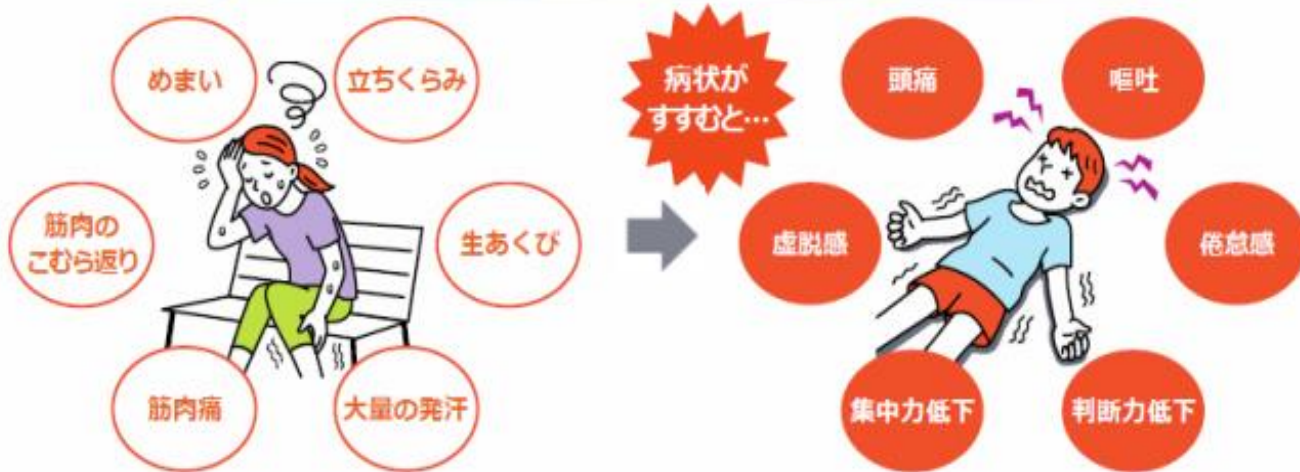 めまい
立ちくらみ
筋肉の
こむら返り
生あくび
筋肉痛
大量の発汗
病状が
すすむと…
頭痛
嘔吐
虚脱感
倦怠感
集中力低下
判断力低下